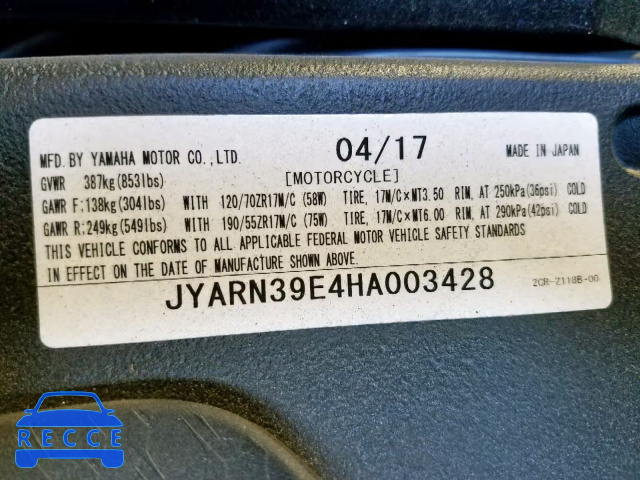 MFD. BY YAMAHA MOTOR CO.,LTD. 04/17 MADE IN JAPAN
GVWR 387kg(853lbs) [MOTORCYCLE]
GAWR F:138kg(304lbs) WITH 120/70ZR17M/C (58W) TIRE, 17M/C×MT3.50 RIM, AT 250kPa(36psi) COLD
GAWR R:249kg(549lbs) WITH 190/55ZR17M/C (75W) TIRE, 17M/C×MT6.00 RIM, AT 290kPa(42psi) COLD
THIS VEHICLE CONFORMS TO ALL APPLICABLE FEDERAL MOTOR VEHICLE SAFETY STANDARDS
IN EFFECT ON THE DATE OF MANUFACTURE SHOWN ABOVE.
JYARN39E4HA003428 2CR-2118B-00
RECCE